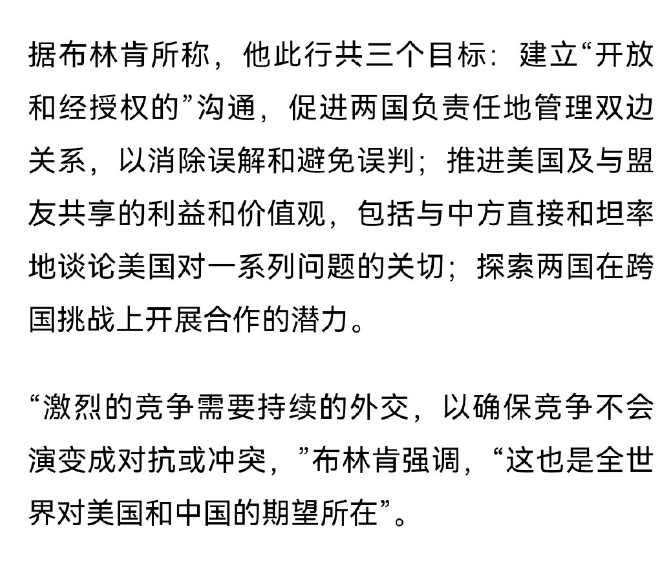 据布林肯所称，他此行共三个目标：建立“开放
和经授权的”沟通，促进两国负责任地管理双边
关系，以消除误解和避免误判；推进美国及与盟
友共享的利益和价值观，包括与中方直接和坦率
地谈论美国对一系列问题的关切；探索两国在跨
国挑战上开展合作的潜力。
“激烈的竞争需要持续的外交，以确保竞争不会
演变成对抗或冲突，”布林肯强调，“这也是全世
界对美国和中国的期望所在”。